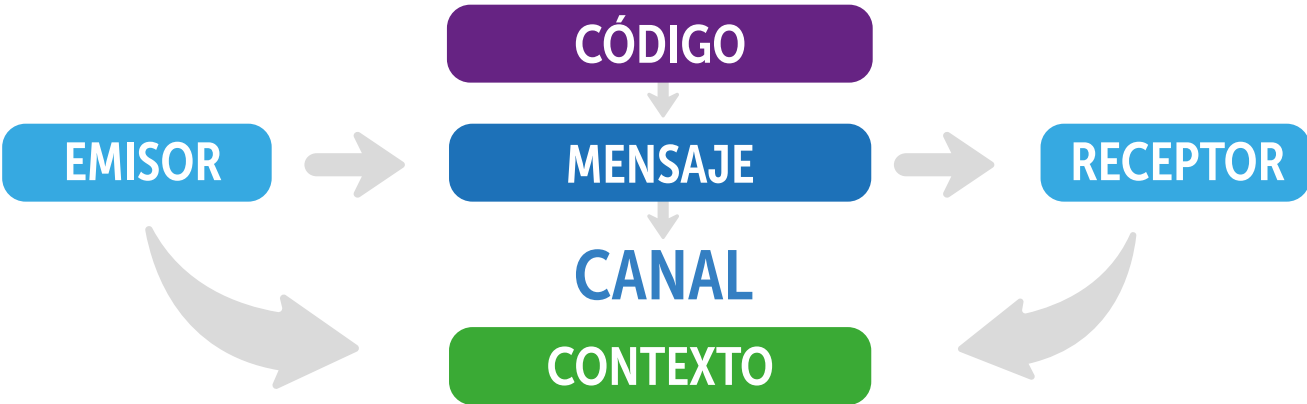 CÓDIGO
EMISOR
MENSAJE
RECEPTOR
CANAL
CONTEXTO